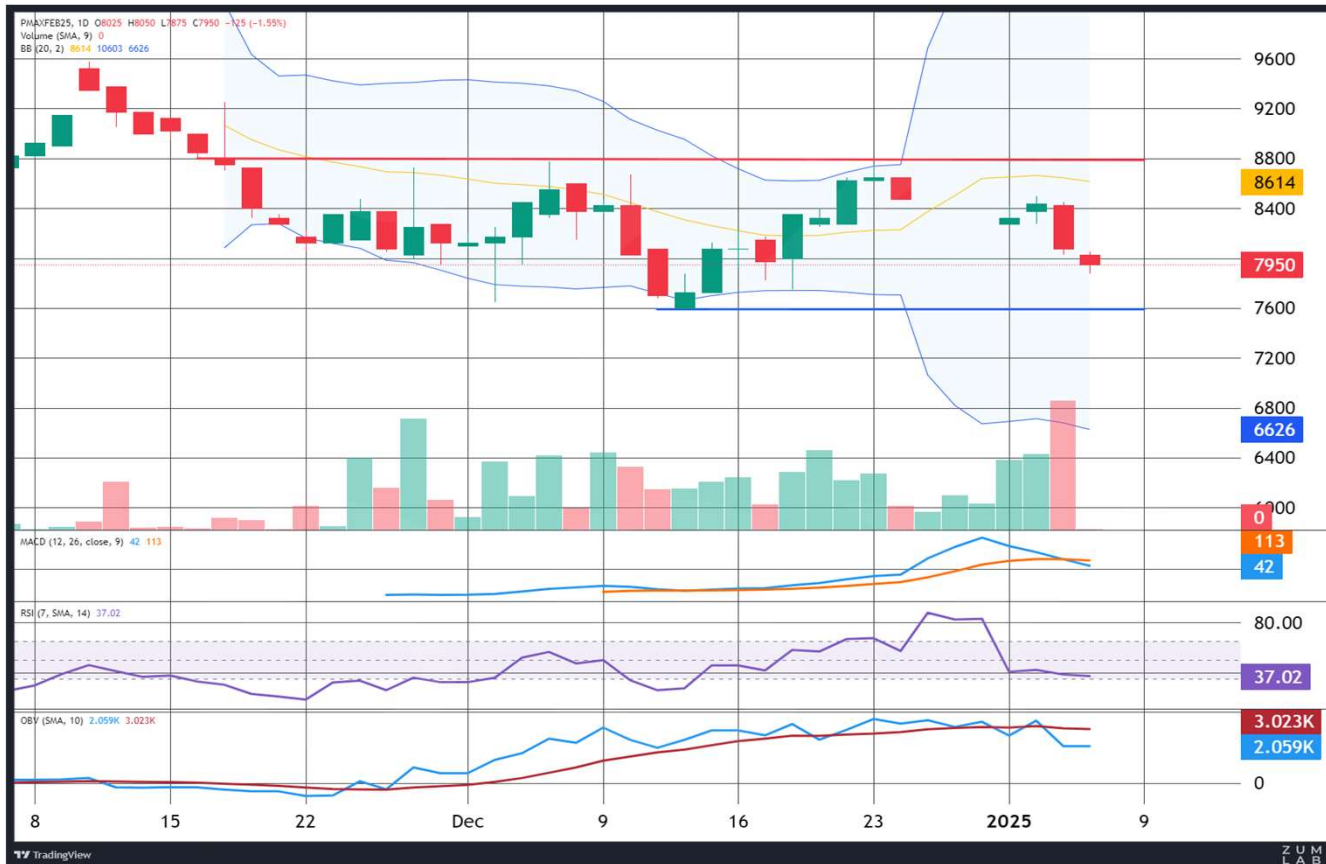 PMAXFEB25, 1D O8025 H8050 L7875 C7950 −125 (−1.55%)
Volume (SMA, 9) 0
BB (20, 2) 8614 10603 6626
9600
9200
8800
8614
8400
7950
7600
7200
6800
6626
6400
0
MACD (12, 26, close, 9) 42 113
113
42
RSI (7, SMA, 14) 37.02
80.00
37.02
OBV (SMA, 10) 2.059K 3.023K
3.023K
2.059K
0
8 15 22 Dec 9 16 23 2025 9
TradingView
ZUM
LAB